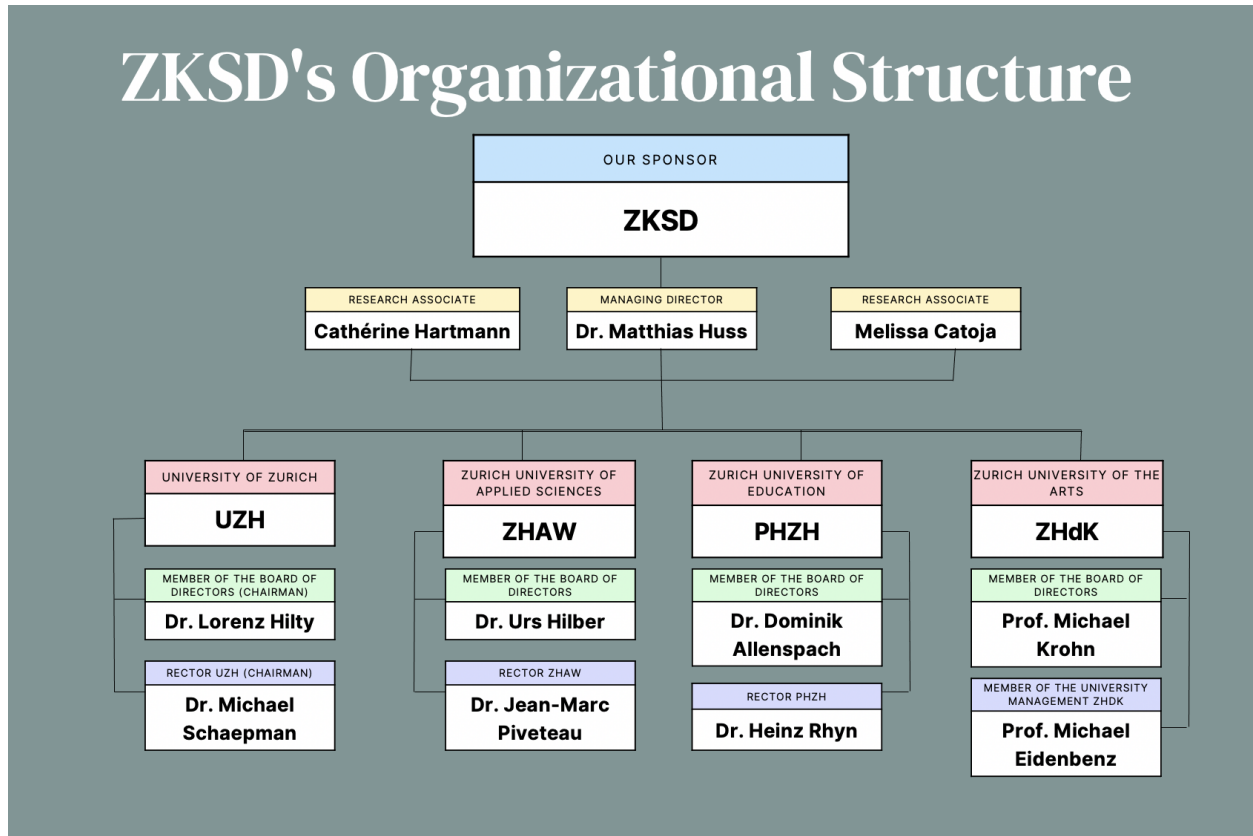 ZKSD's Organizational Structure
OUR SPONSOR
ZKSD
RESEARCH ASSOCIATE
Cathérine Hartmann
MANAGING DIRECTOR
Dr. Matthias Huss
RESEARCH ASSOCIATE
Melissa Catoja
UNIVERSITY OF ZURICH
UZH
MEMBER OF THE BOARD OF
DIRECTORS (CHAIRMAN)
Dr. Lorenz Hilty
RECTOR UZH (CHAIRMAN)
Dr. Michael
Schaepman
ZURICH UNIVERSITY OF
APPLIED SCIENCES
ZHAW
MEMBER OF THE BOARD OF
DIRECTORS
Dr. Urs Hilber
RECTOR ZHAW
Dr. Jean-Marc
Piveteau
ZURICH UNIVERSITY OF
EDUCATION
PHZH
MEMBER OF THE BOARD OF
DIRECTORS
Dr. Dominik
Allenspach
RECTOR PHZH
Dr. Heinz Rhyn
ZURICH UNIVERSITY OF THE
ARTS
ZHdK
MEMBER OF THE BOARD OF
DIRECTORS
Prof. Michael
Krohn
MEMBER OF THE UNIVERSITY
MANAGEMENT ZHDK
Prof. Michael
Eidenbenz